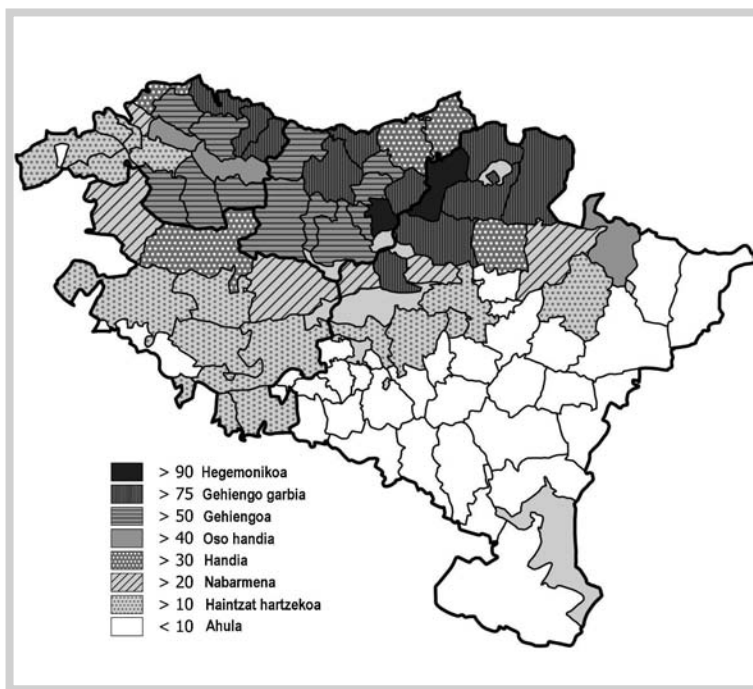 > 90 Hegemonikoa
> 75 Gehiengo garbia
> 50 Gehiengoa
> 40 Oso handia
> 30 Handia
> 20 Nabarmena
> 10 Haintzat hartzekoa
< 10 Ahula